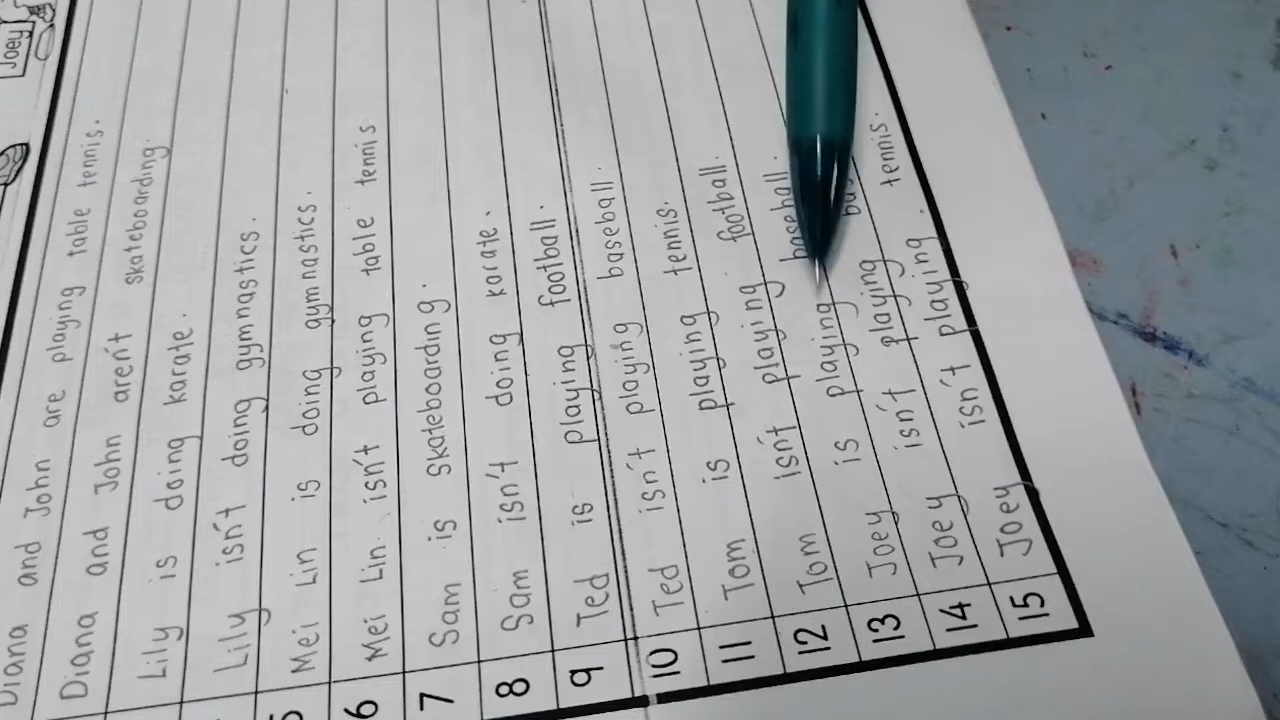 Joey
Diana and John are playing table tennis.
Diana and John aren't skateboarding.
Lily is doing karate.
Lily isn't doing gymnastics.
5 Mei Lin is doing gymnastics.
6 Mei Lin isn't playing table tennis
7 Sam is skateboarding.
8 Sam isn't doing karate.
9 Ted is playing football.
10 Ted isn't playing baseball.
11 Tom is playing tennis.
12 Tom isn't playing football.
13 Joey is playing baseball.
14 Joey isn't playing
15 Joey isn't playing tennis.